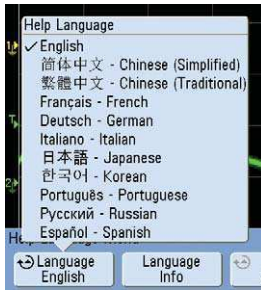 Help Language
✓ English
简体中文 - Chinese (Simplified)
繁體中文 - Chinese (Traditional)
Français - French
Deutsch - German
Italiano - Italian
日本語 - Japanese
한국어 - Korean
Português - Portuguese
Русский - Russian
Español - Spanish
Language
English
Language
Info